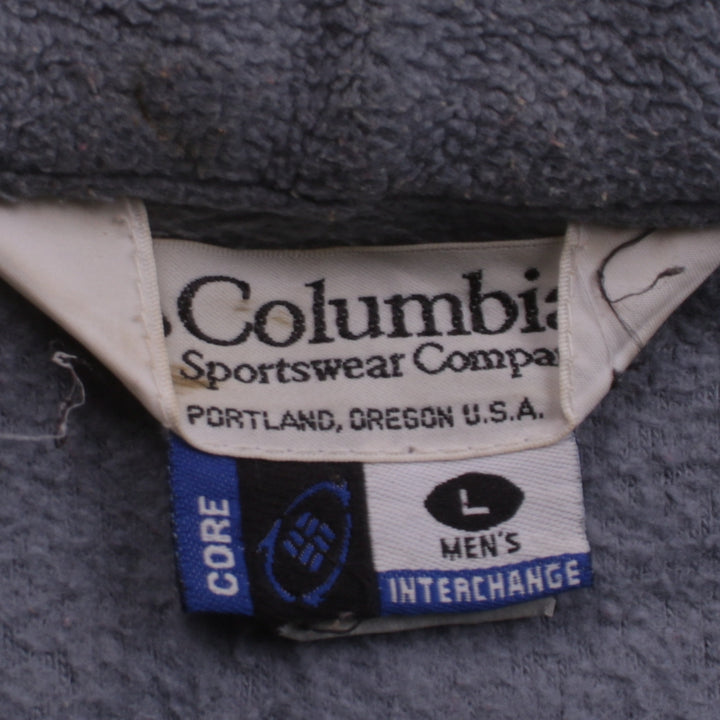 Columbia
Sportswear Compa
PORTLAND, OREGON U.S.A.
CORE
L
MEN'S
INTERCHANGE